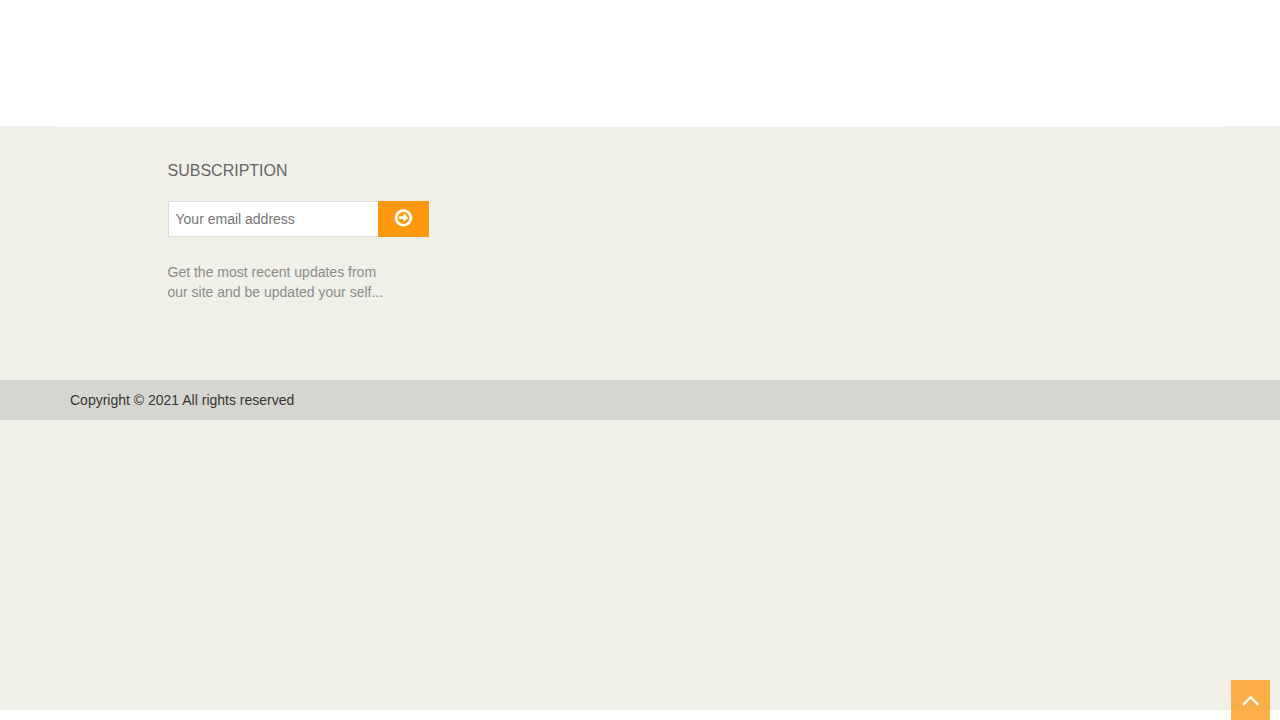 SUBSCRIPTION
Your email address
Get the most recent updates from
our site and be updated your self...
Copyright © 2021 All rights reserved